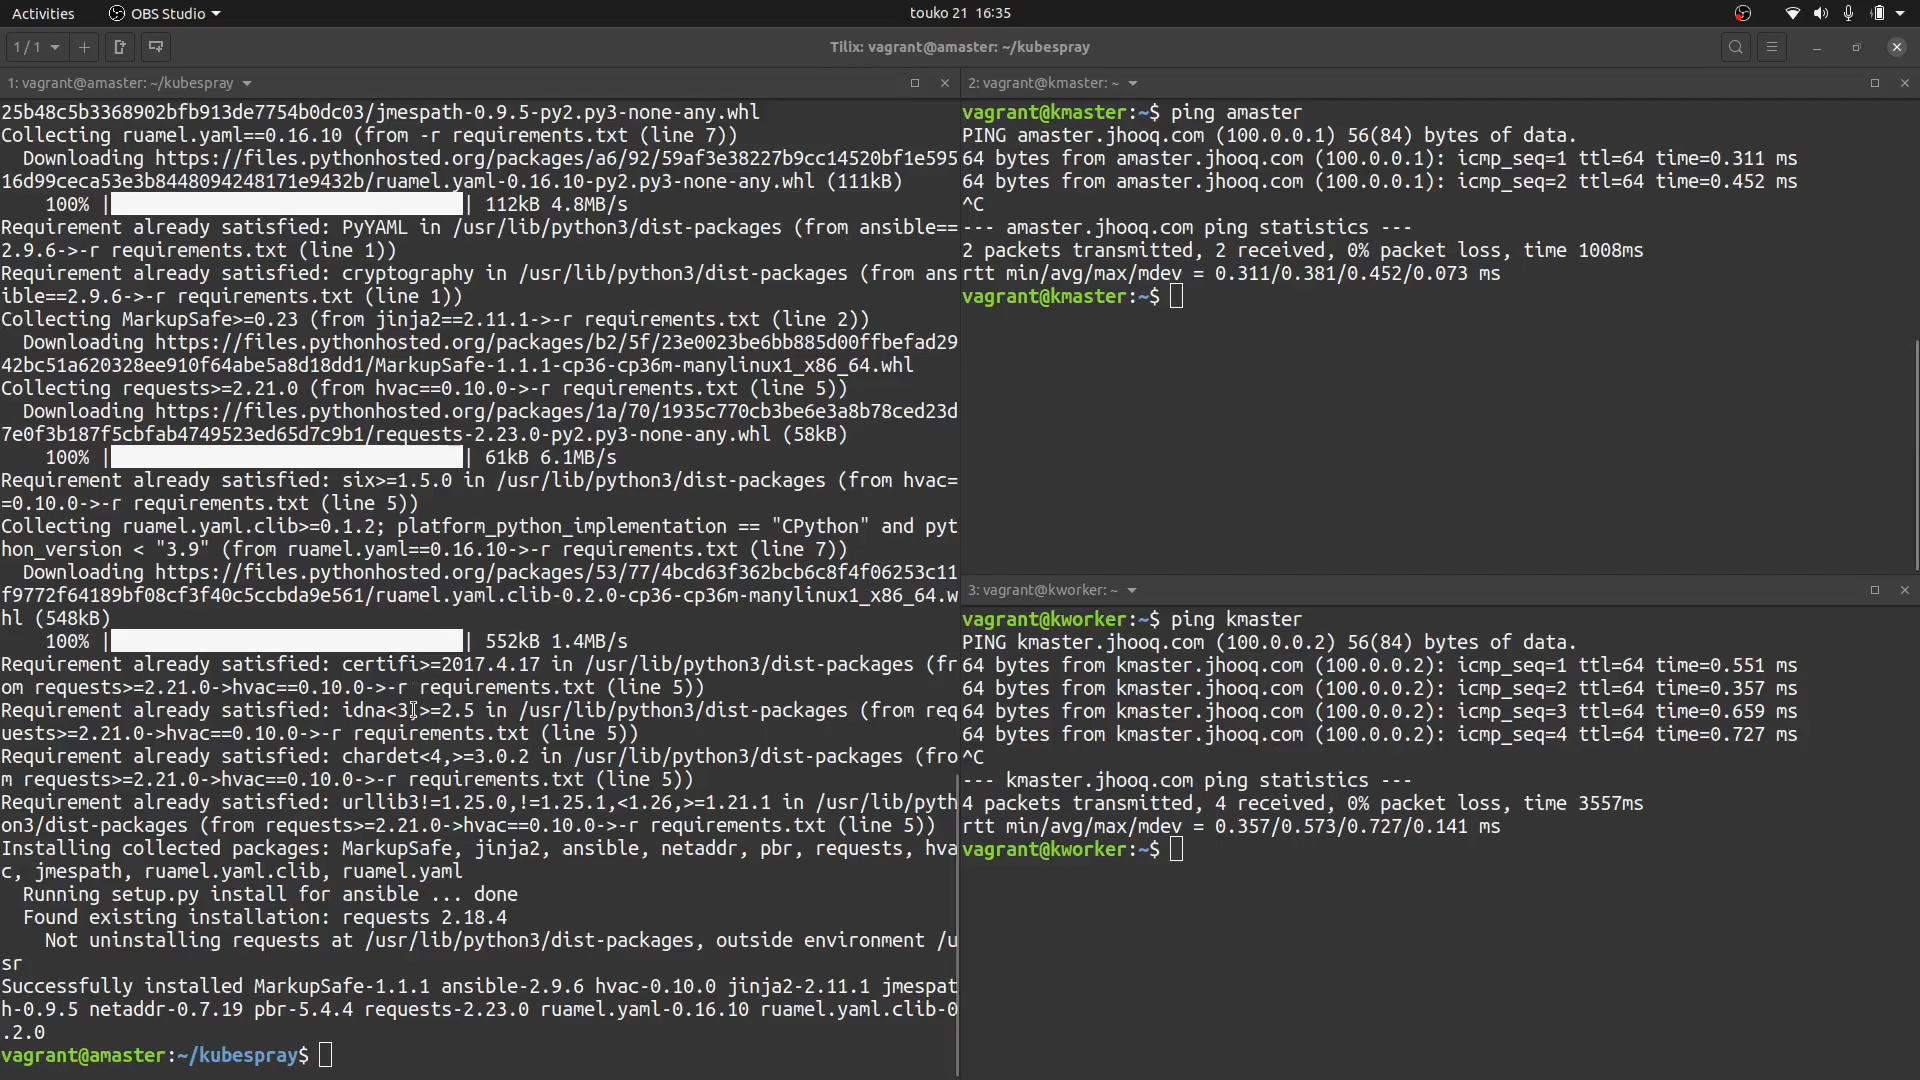 Activities
OBS Studio
touko 21 16:35
1 / 1
Tilix: vagrant@amaster: ~/kubespray
1: vagrant@amaster: ~/kubespray
25b48c5b3368902bfb913de7754b0dc03/jmespath-0.9.5-py2.py3-none-any.whl
Collecting ruamel.yaml==0.16.10 (from -r requirements.txt (line 7))
Downloading https://files.pythonhosted.org/packages/a6/92/59af3e38227b9cc14520bf1e595
16d99ceca53e3b8448094248171e9432b/ruamel.yaml-0.16.10-py2.py3-none-any.whl (111kB)
100% | | 112kB 4.8MB/s
Requirement already satisfied: PyYAML in /usr/lib/python3/dist-packages (from ansible==
2.9.6->-r requirements.txt (line 1))
Requirement already satisfied: cryptography in /usr/lib/python3/dist-packages (from ans
ible==2.9.6->-r requirements.txt (line 1))
Collecting MarkupSafe>=0.23 (from jinja2==2.11.1->-r requirements.txt (line 2))
Downloading https://files.pythonhosted.org/packages/b2/5f/23e0023be6bb885d00ffbefad29
42bc51a620328ee910f64abe5a8d18dd1/MarkupSafe-1.1.1-cp36-cp36m-manylinux1_x86_64.whl
Collecting requests>=2.21.0 (from hvac==0.10.0->-r requirements.txt (line 5))
Downloading https://files.pythonhosted.org/packages/1a/70/1935c770cb3be6e3a8b78ced23d
7e0f3b187f5cbfab4749523ed65d7c9b1/requests-2.23.0-py2.py3-none-any.whl (58kB)
100% | | 61kB 6.1MB/s
Requirement already satisfied: six>=1.5.0 in /usr/lib/python3/dist-packages (from hvac=
=0.10.0->-r requirements.txt (line 5))
Collecting ruamel.yaml.clib>=0.1.2; platform_python_implementation == "CPython" and pyt
hon_version < "3.9" (from ruamel.yaml==0.16.10->-r requirements.txt (line 7))
Downloading https://files.pythonhosted.org/packages/53/77/4bcd63f362bcb6c8f4f06253c11
f9772f64189bf08cf3f40c5ccbda9e561/ruamel.yaml.clib-0.2.0-cp36-cp36m-manylinux1_x86_64.w
hl (548kB)
100% | | 552kB 1.4MB/s
Requirement already satisfied: certifi>=2017.4.17 in /usr/lib/python3/dist-packages (fr
om requests>=2.21.0->hvac==0.10.0->-r requirements.txt (line 5))
Requirement already satisfied: idna<3,>=2.5 in /usr/lib/python3/dist-packages (from req
uests>=2.21.0->hvac==0.10.0->-r requirements.txt (line 5))
Requirement already satisfied: chardet<4,>=3.0.2 in /usr/lib/python3/dist-packages (fro
m requests>=2.21.0->hvac==0.10.0->-r requirements.txt (line 5))
Requirement already satisfied: urllib3!=1.25.0,!=1.25.1,<1.26,>=1.21.1 in /usr/lib/pyth
on3/dist-packages (from requests>=2.21.0->hvac==0.10.0->-r requirements.txt (line 5))
Installing collected packages: MarkupSafe, jinja2, ansible, netaddr, pbr, requests, hva
c, jmespath, ruamel.yaml.clib, ruamel.yaml
Running setup.py install for ansible ... done
Found existing installation: requests 2.18.4
Not uninstalling requests at /usr/lib/python3/dist-packages, outside environment /u
sr
Successfully installed MarkupSafe-1.1.1 ansible-2.9.6 hvac-0.10.0 jinja2-2.11.1 jmespat
h-0.9.5 netaddr-0.7.19 pbr-5.4.4 requests-2.23.0 ruamel.yaml-0.16.10 ruamel.yaml.clib-0
.2.0
vagrant@amaster:~/kubespray$
2: vagrant@kmaster: ~
vagrant@kmaster:~$ ping amaster
PING amaster.jhooq.com (100.0.0.1) 56(84) bytes of data.
64 bytes from amaster.jhooq.com (100.0.0.1): icmp_seq=1 ttl=64 time=0.311 ms
64 bytes from amaster.jhooq.com (100.0.0.1): icmp_seq=2 ttl=64 time=0.452 ms
^C
--- amaster.jhooq.com ping statistics ---
2 packets transmitted, 2 received, 0% packet loss, time 1008ms
rtt min/avg/max/mdev = 0.311/0.381/0.452/0.073 ms
vagrant@kmaster:~$
3: vagrant@kworker: ~
vagrant@kworker:~$ ping kmaster
PING kmaster.jhooq.com (100.0.0.2) 56(84) bytes of data.
64 bytes from kmaster.jhooq.com (100.0.0.2): icmp_seq=1 ttl=64 time=0.551 ms
64 bytes from kmaster.jhooq.com (100.0.0.2): icmp_seq=2 ttl=64 time=0.357 ms
64 bytes from kmaster.jhooq.com (100.0.0.2): icmp_seq=3 ttl=64 time=0.659 ms
64 bytes from kmaster.jhooq.com (100.0.0.2): icmp_seq=4 ttl=64 time=0.727 ms
^C
--- kmaster.jhooq.com ping statistics ---
4 packets transmitted, 4 received, 0% packet loss, time 3557ms
rtt min/avg/max/mdev = 0.357/0.573/0.727/0.141 ms
vagrant@kworker:~$